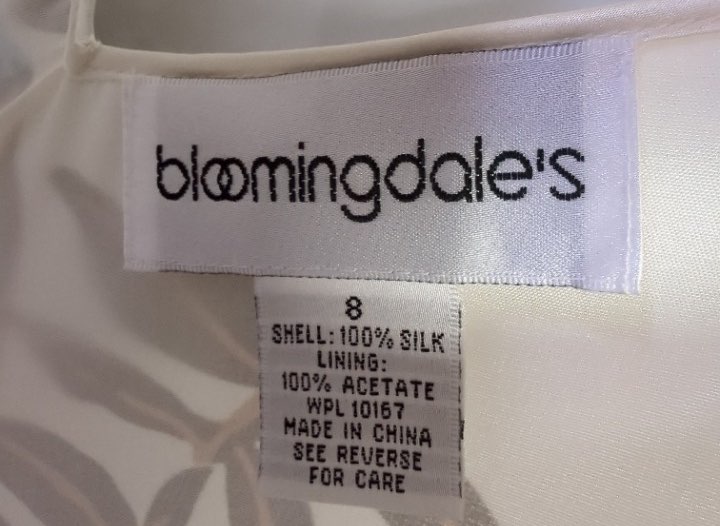 bloomingdale's
8
SHELL: 100% SILK
LINING:
100% ACETATE
WPL 10167
MADE IN CHINA
SEE REVERSE
FOR CARE